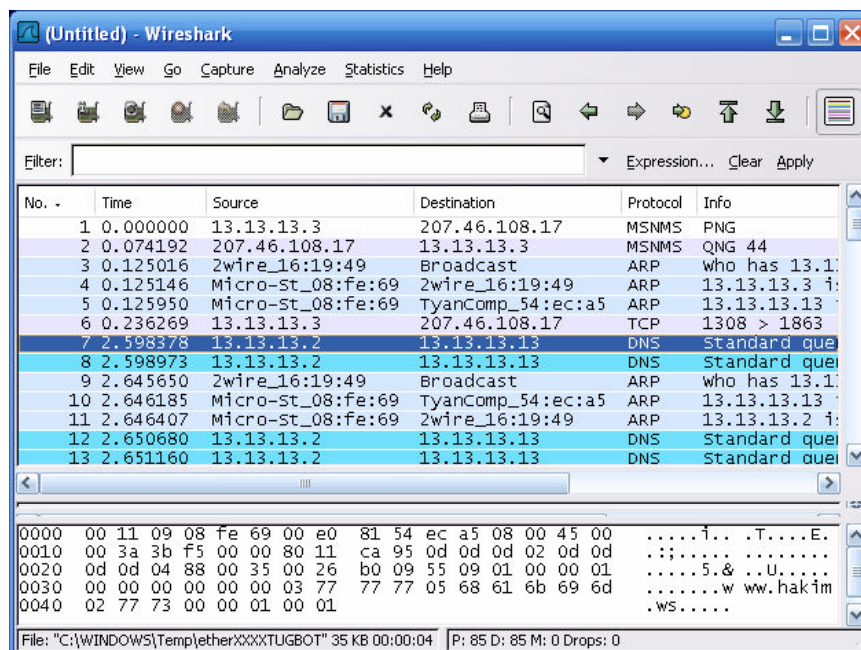 (Untitled) - Wireshark
File Edit View Go Capture Analyze Statistics Help
Filter: Expression... Clear Apply
No. Time Source Destination Protocol Info
1 0.000000 13.13.13.3 207.46.108.17 MSNMS PNG
2 0.074192 207.46.108.17 13.13.13.3 MSNMS QNG 44
3 0.125016 2wire_16:19:49 Broadcast ARP who has 13.1
4 0.125146 Micro-St_08:fe:69 2wire_16:19:49 ARP 13.13.13.3
5 0.125950 Micro-St_08:fe:69 TyanComp_54:ec:a5 ARP 13.13.13.13
6 0.236269 13.13.13.3 207.46.108.17 TCP 1308 > 1863
7 2.598378 13.13.13.2 13.13.13.13 DNS Standard que
8 2.598973 13.13.13.2 13.13.13.13 DNS Standard que
9 2.645650 2wire_16:19:49 Broadcast ARP who has 13.1
10 2.646185 Micro-St_08:fe:69 TyanComp_54:ec:a5 ARP 13.13.13.13
11 2.646407 Micro-St_08:fe:69 2wire_16:19:49 ARP 13.13.13.2
12 2.650680 13.13.13.2 13.13.13.13 DNS Standard que
13 2.651160 13.13.13.2 13.13.13.13 DNS Standard que
0000 00 11 09 08 fe 69 00 e0 81 54 ec a5 08 00 45 00 .....i.. .T....E.
0010 00 3a 3b f5 00 00 80 11 ca 95 0d 0d 0d 02 0d 0d .:;..... ........
0020 0d 0d 04 88 00 35 00 26 b0 09 55 09 01 00 00 01 .....5.& ..U.....
0030 00 00 00 00 00 00 03 77 77 77 05 68 61 6b 69 6d .......w ww.hakim
0040 02 77 73 00 00 01 00 01 .ws.....
File: "C:\WINDOWS\Temp\etherXXXXTUGBOT" 35 KB 00:00:04 P: 85 D: 85 M: 0 Drops: 0